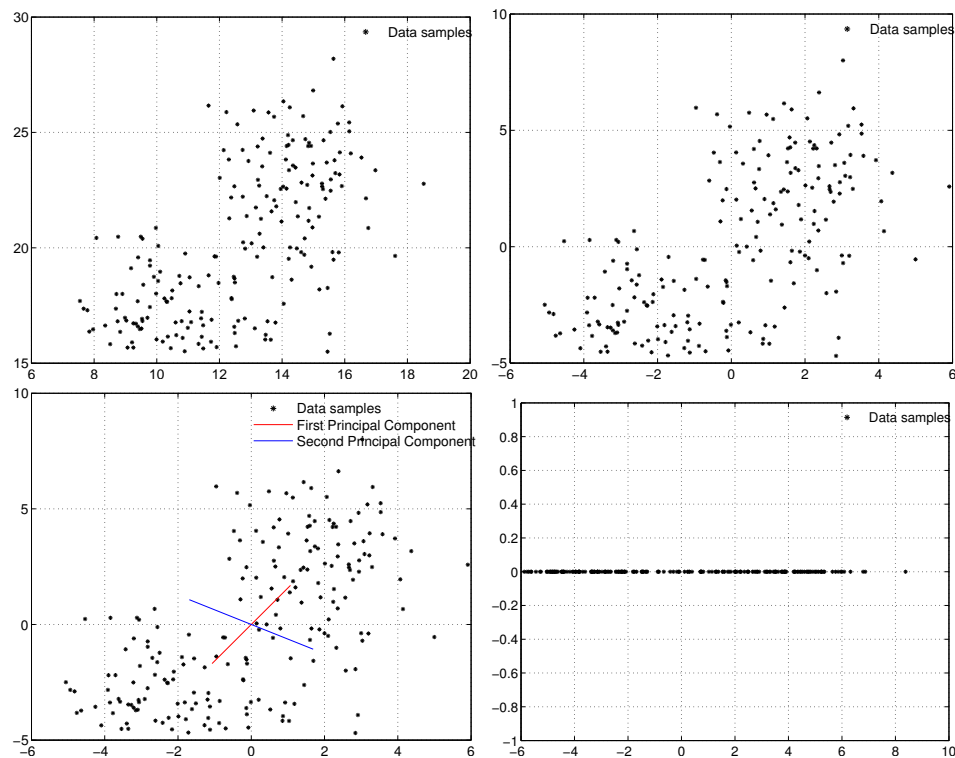 30
25
20
15
6 8 10 12 14 16 18 20
Data samples
10
5
0
−5
−6 −4 −2 0 2 4 6
Data samples
10
5
0
−5
−6 −4 −2 0 2 4 6
Data samples
First Principal Component
Second Principal Component
1
0.8
0.6
0.4
0.2
0
−0.2
−0.4
−0.6
−0.8
−1
−6 −4 −2 0 2 4 6 8 10
Data samples